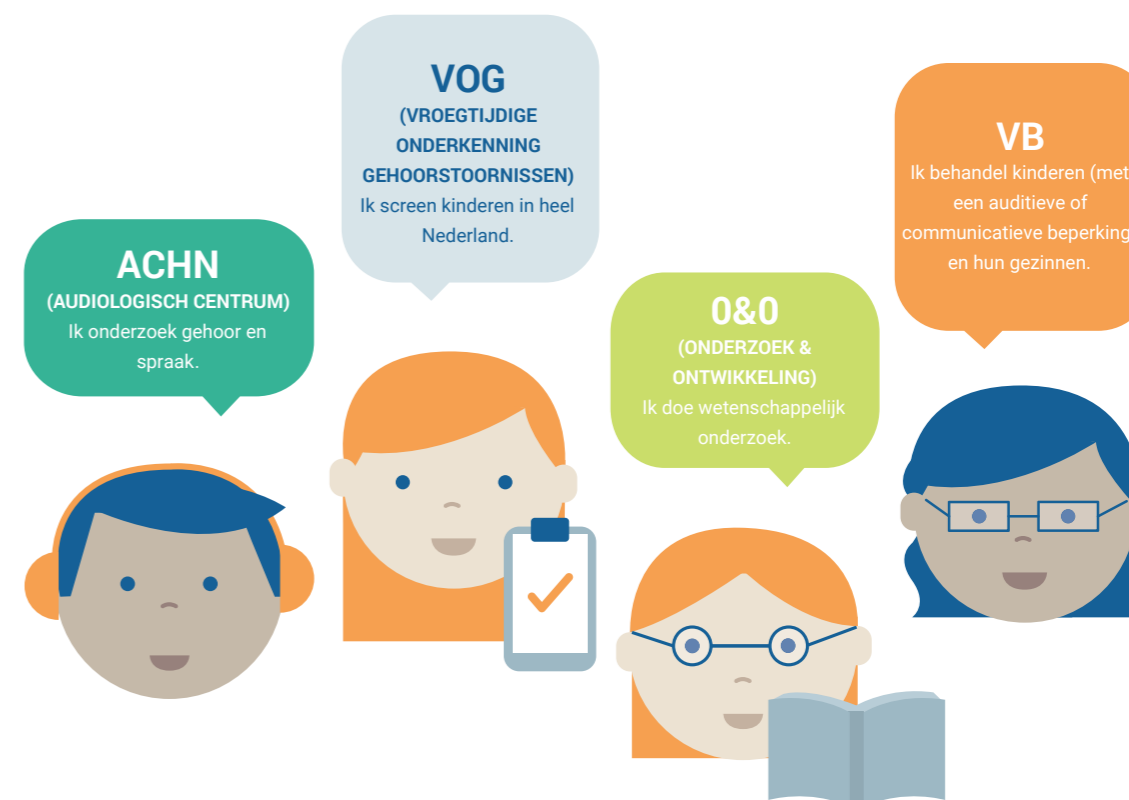 ACHN
(AUDIOLOGISCH CENTRUM)
Ik onderzoek gehoor en
spraak.
VOG
(VROEGTIJDIGE
ONDERKENNING
GEHOORSTOORNISSEN)
Ik screen kinderen in heel
Nederland.
O&O
(ONDERZOEK &
ONTWIKKELING)
Ik doe wetenschappelijk
onderzoek.
VB
Ik behandel kinderen (met
een auditieve of
communicatieve beperking
en hun gezinnen.